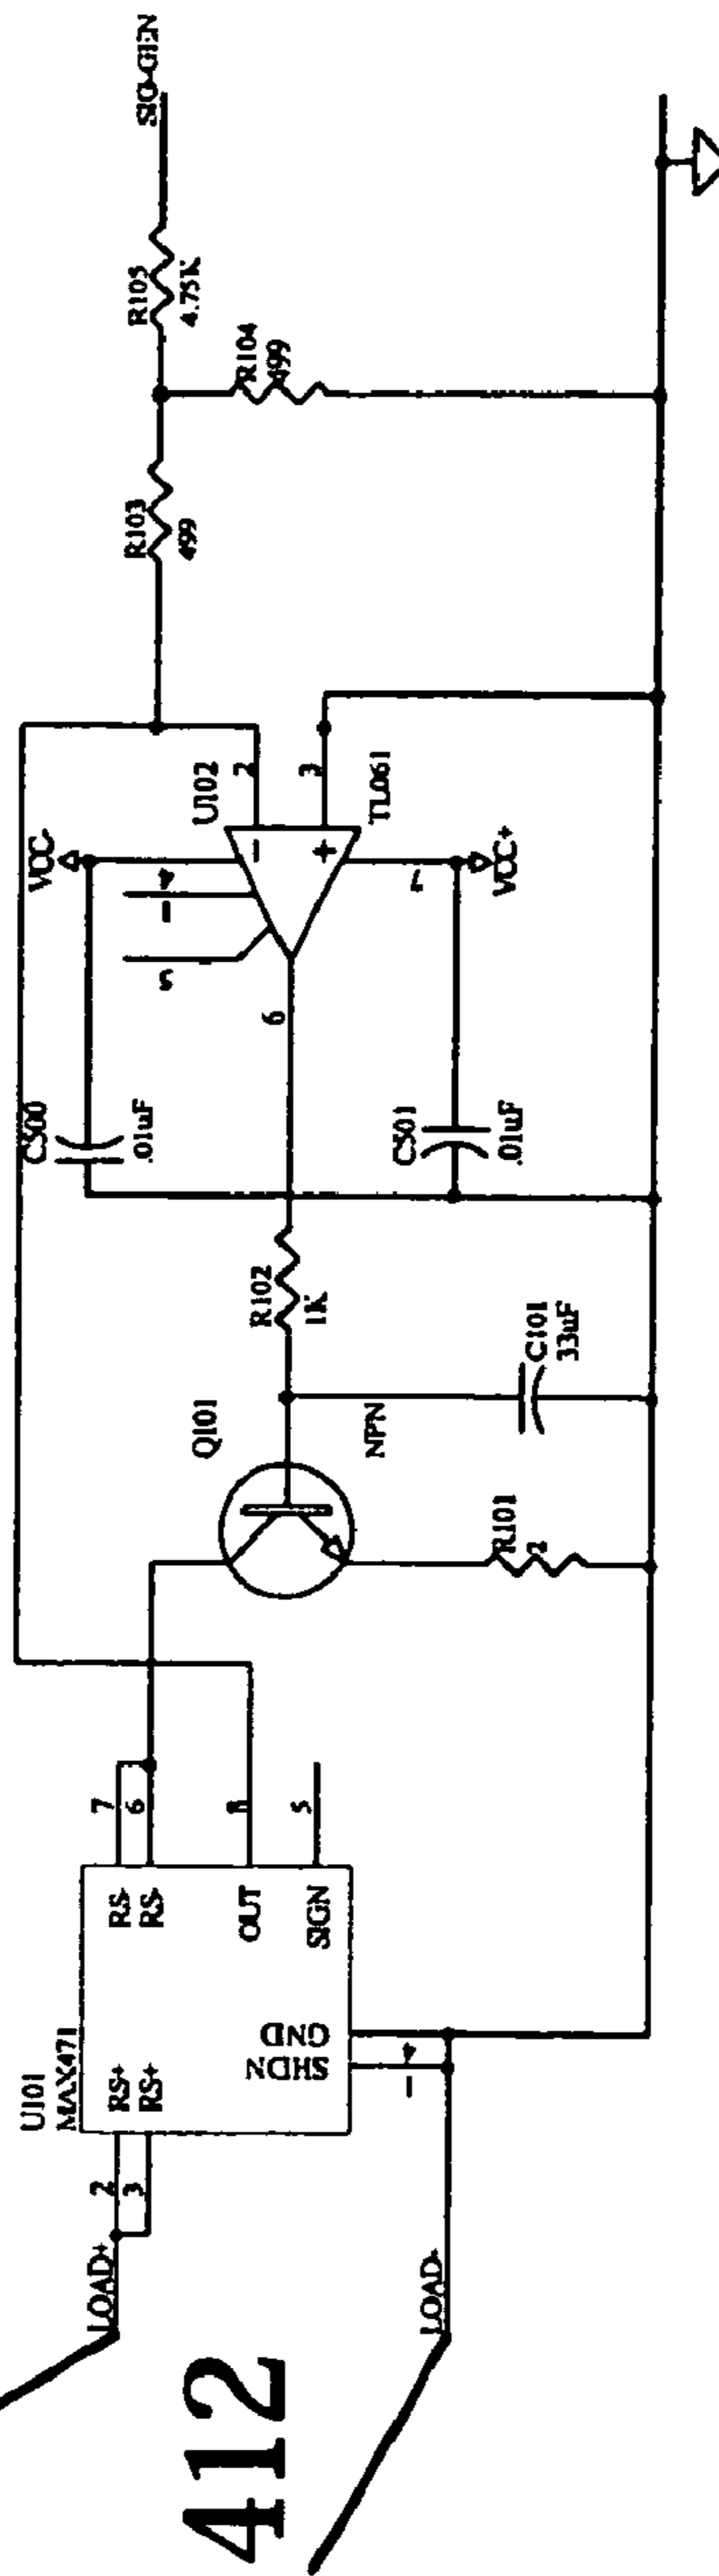 412
LOAD+
LOAD-
U101
MAX471
2
3
RS+
RS+
RS-
RS-
OUT
SIGN
SHDN
GND
1
4
7
6
8
5
Q101
NPN
R101
2
R102
1K
C101
33uF
C500
.01uF
C501
.01uF
6
5
1
4
VCC-
U102
2
3
TL061
7
VCC+
R103
499
R104
499
R105
4.75K
SIG-GEN